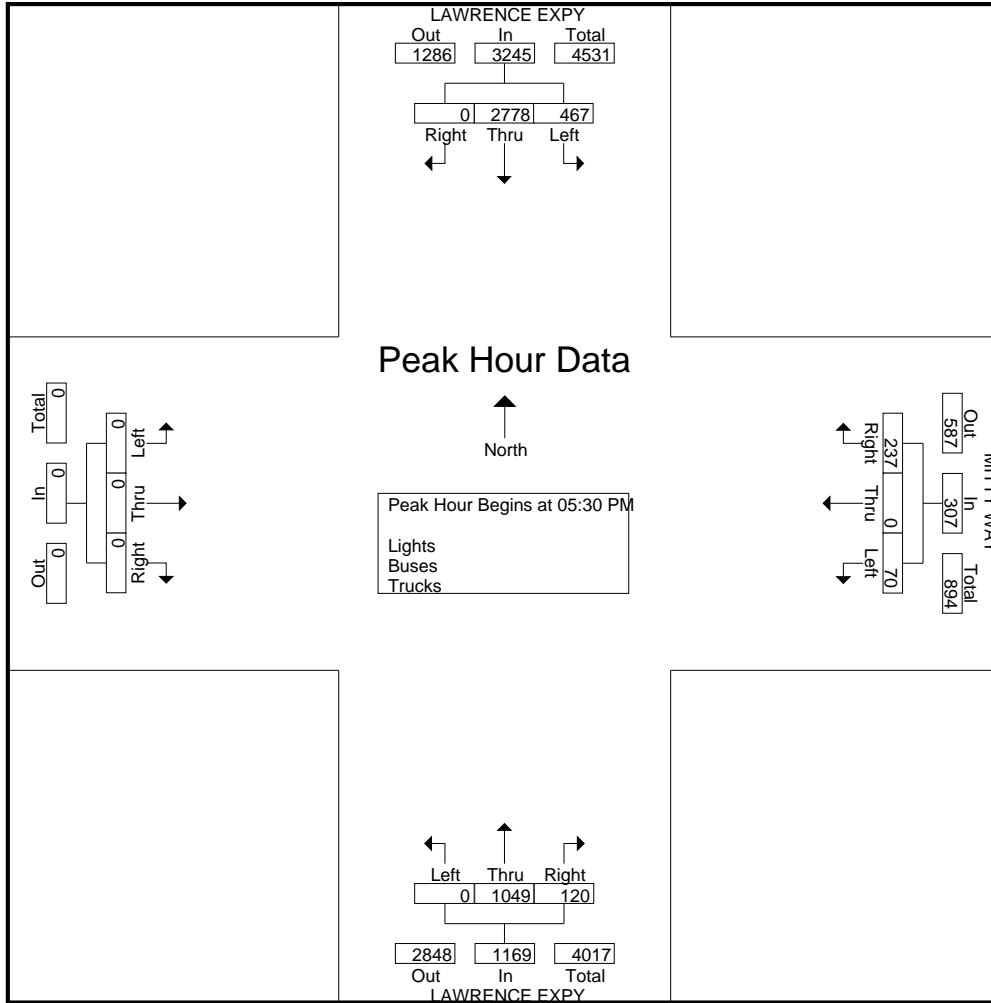 LAWRENCE EXPY
Out In Total
1286 3245 4531
0 2778 467
Right Thru Left
Peak Hour Data
North
Peak Hour Begins at 05:30 PM
Lights
Buses
Trucks
Total In Out
0 0 0
0 0 0
Left Thru Right
Out In Total
587 307 894
237 0 70
Right Thru Left
Left Thru Right
0 1049 120
2848 1169 4017
Out In Total
LAWRENCE EXPY